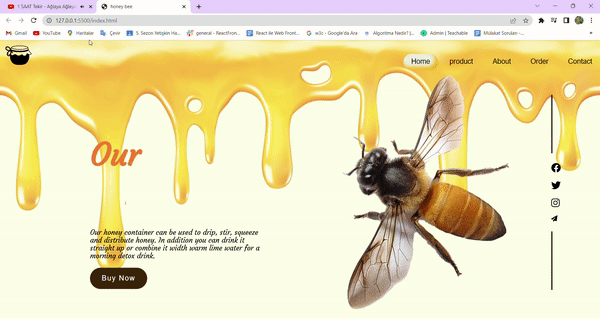 1 SAAT Tekir - Ağlaya Ağlaya
honey bee
127.0.0.1:5500/index.html
Gmail
YouTube
Haritalar
Çevir
5. Sezon Yetişkin Ha...
general - ReactFron...
React ile Web Front...
w3c - Google'da Ara
Algoritma Nedir? İ...
Admin | Teachable
Mülakat Soruları -...
Home
product
About
Order
Contact
Our
Our honey container can be used to drip, stir, squeeze
and distribute honey. In addition you can drink it
straight up or combine it width warm lime water for a
morning detox drink.
Buy Now